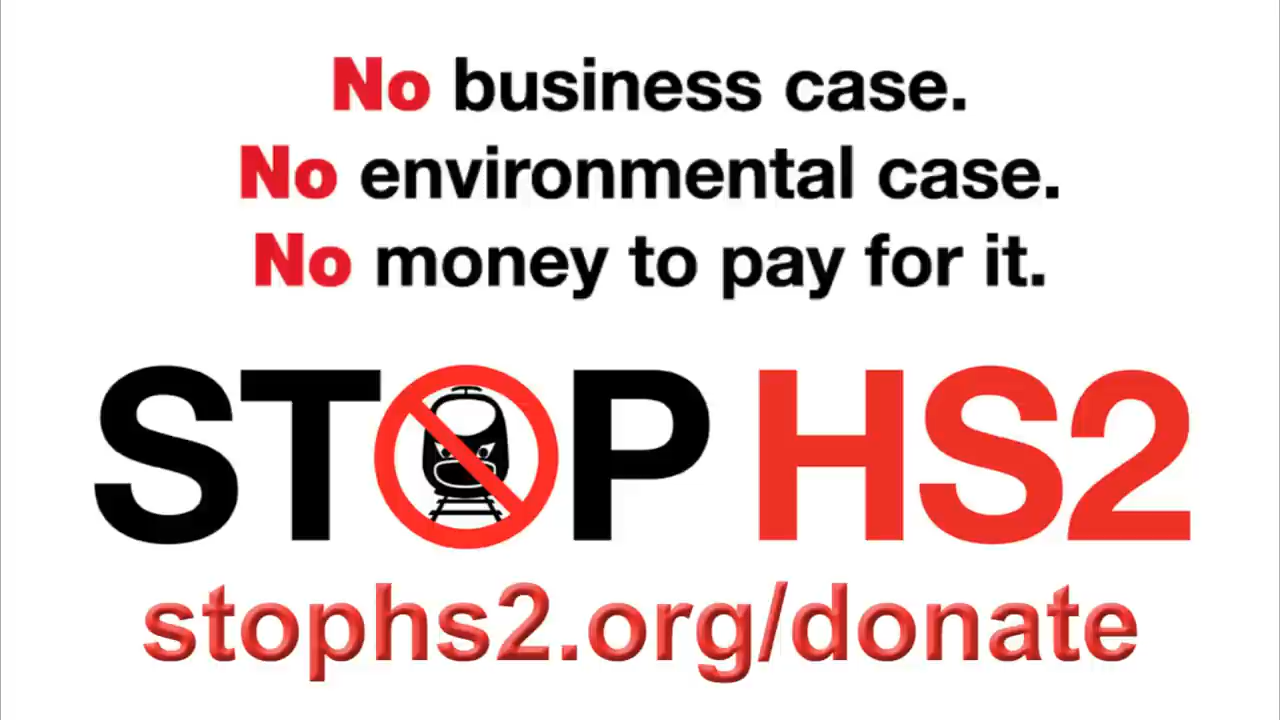 No business case.
No environmental case.
No money to pay for it.
STOP HS2
stophs2.org/donate